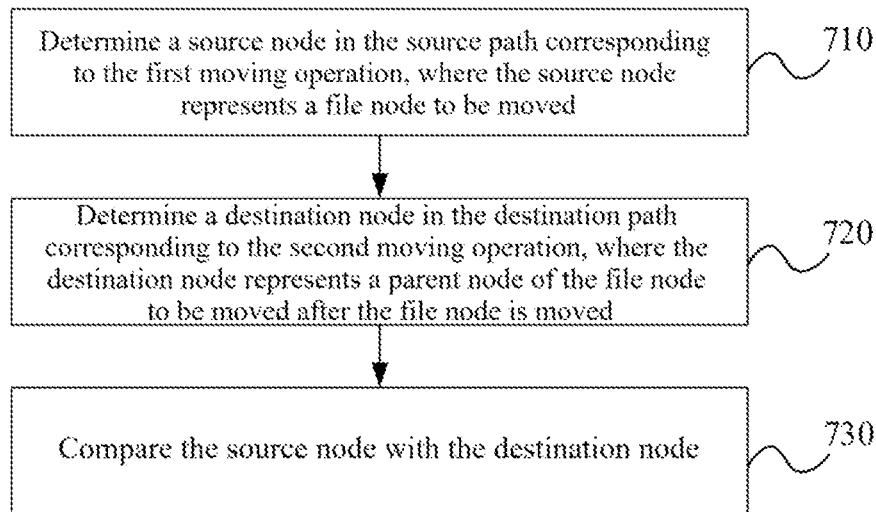 Determine a source node in the source path corresponding
to the first moving operation, where the source node
represents a file node to be moved
710
Determine a destination node in the destination path
corresponding to the second moving operation, where the
destination node represents a parent node of the file node
to be moved after the file node is moved
720
Compare the source node with the destination node
730